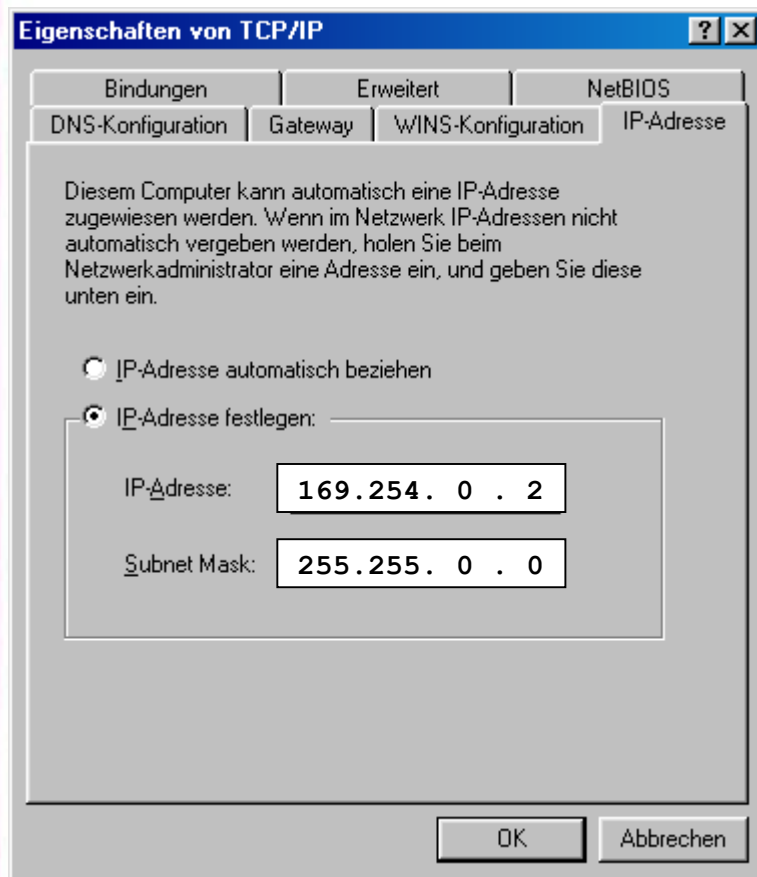 Eigenschaften von TCP/IP
Bindungen Erweitert NetBIOS
DNS-Konfiguration Gateway WINS-Konfiguration IP-Adresse
Diesem Computer kann automatisch eine IP-Adresse
zugewiesen werden. Wenn im Netzwerk IP-Adressen nicht
automatisch vergeben werden, holen Sie beim
Netzwerkadministrator eine Adresse ein, und geben Sie diese
unten ein.
IP-Adresse automatisch beziehen
IP-Adresse festlegen:
IP-Adresse: 169.254. 0 . 2
Subnet Mask: 255.255. 0 . 0
OK Abbrechen